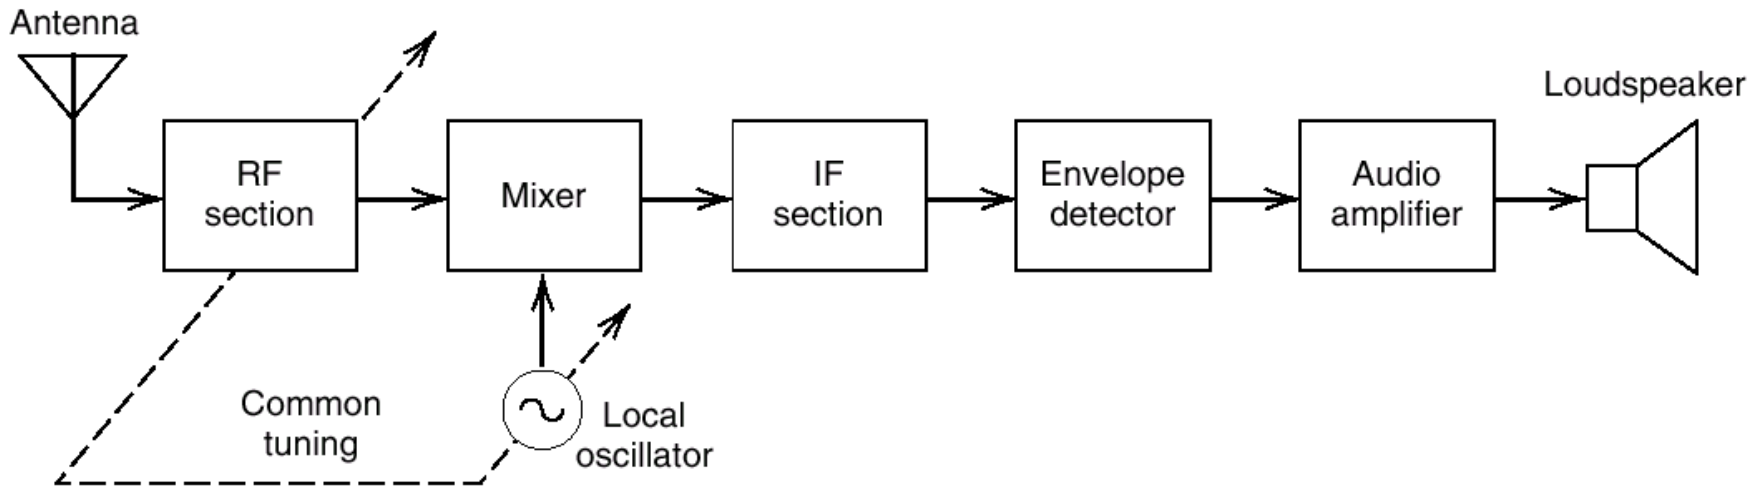 Antenna
Loudspeaker
RF
section
Mixer
IF
section
Envelope
detector
Audio
amplifier
Common
tuning
Local
oscillator